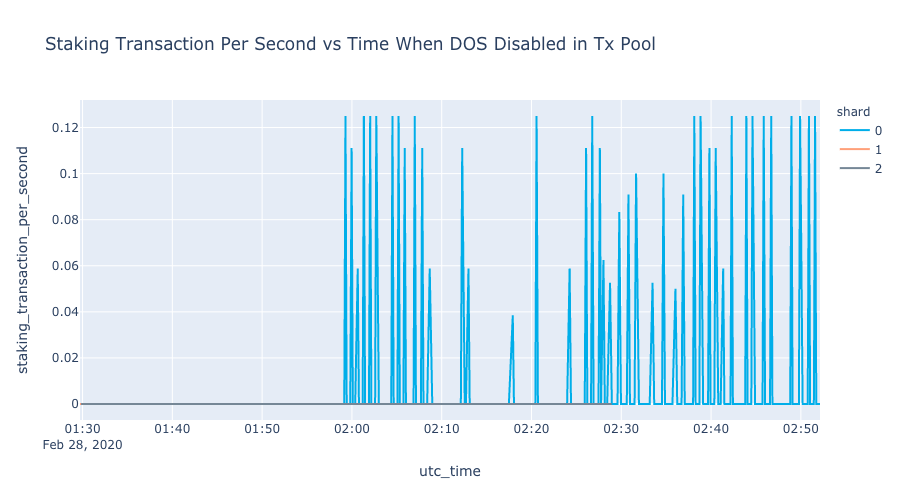 Staking Transaction Per Second vs Time When DOS Disabled in Tx Pool
shard
0
1
2
staking_transaction_per_second
0.12
0.1
0.08
0.06
0.04
0.02
0
01:30 01:40 01:50 02:00 02:10 02:20 02:30 02:40 02:50
Feb 28, 2020
utc_time